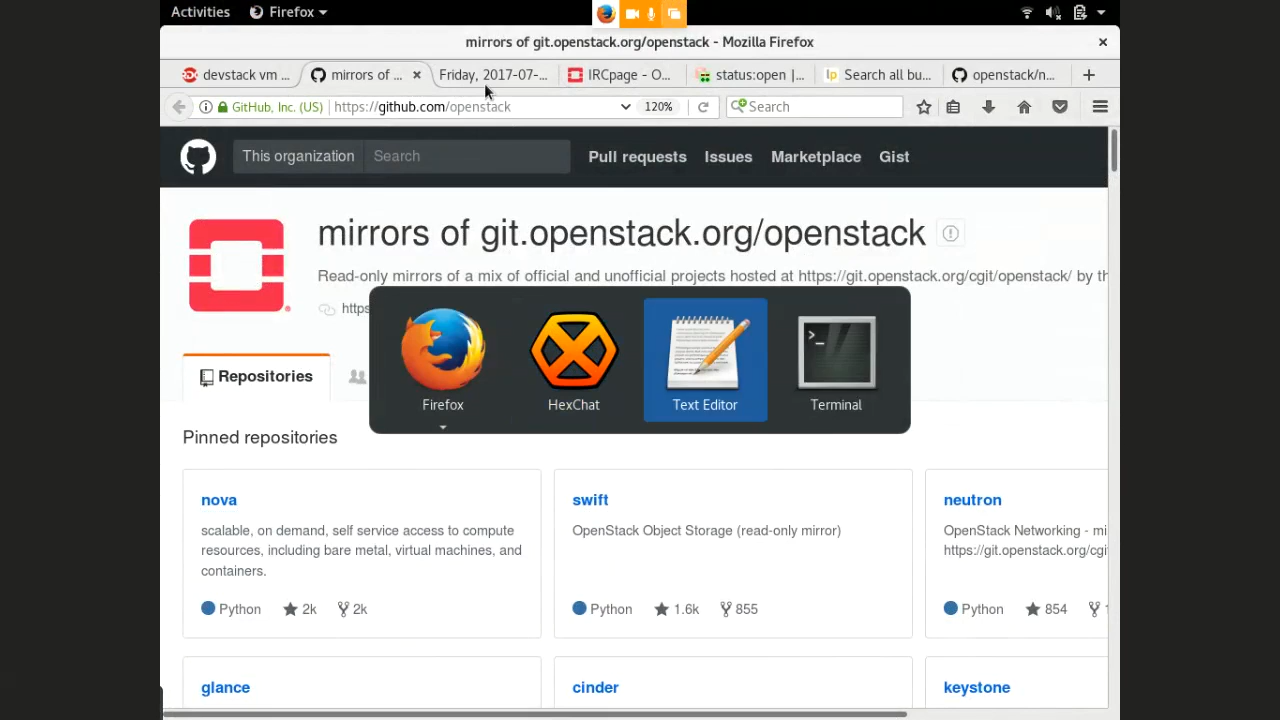 Activities Firefox
mirrors of git.openstack.org/openstack - Mozilla Firefox
devstack vm ... mirrors of ... Friday, 2017-07-... IRCpage - O... status:open |... Search all bu... openstack/n...
GitHub, Inc. (US) https://github.com/openstack 120% Search
This organization Search Pull requests Issues Marketplace Gist
mirrors of git.openstack.org/openstack
Read-only mirrors of a mix of official and unofficial projects hosted at https://git.openstack.org/cgit/openstack/ by th
https
Firefox HexChat Text Editor Terminal
Repositories
Pinned repositories
nova
scalable, on demand, self service access to compute
resources, including bare metal, virtual machines, and
containers.
Python 2k 2k
swift
OpenStack Object Storage (read-only mirror)
Python 1.6k 855
neutron
OpenStack Networking - mi
https://git.openstack.org/cgi
Python 854 1
glance
cinder
keystone